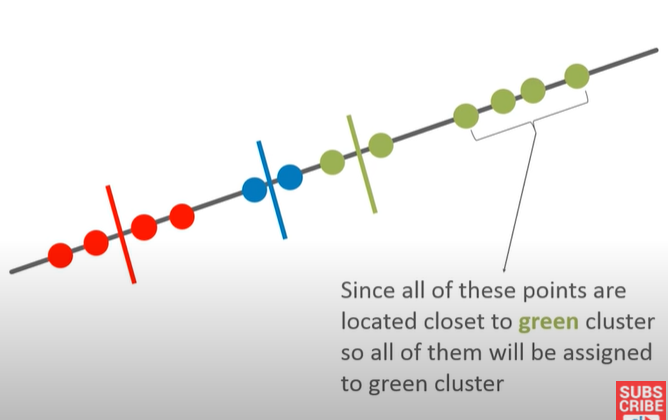 Since all of these points are
located closet to green cluster
so all of them will be assigned
to green cluster
SUBS
CRIBE